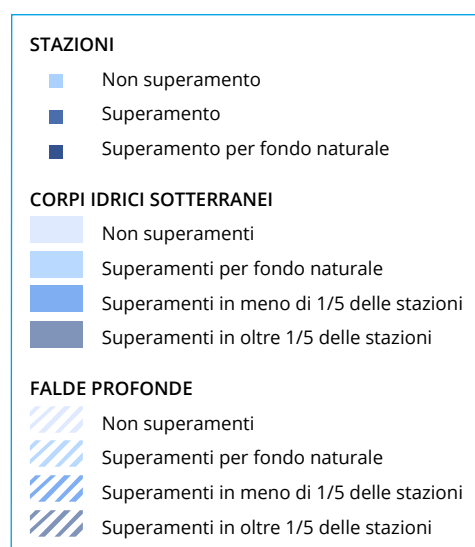 STAZIONI
Non superamento
Superamento
Superamento per fondo naturale
CORPI IDRICI SOTTERRANEI
Non superamenti
Superamenti per fondo naturale
Superamenti in meno di 1/5 delle stazioni
Superamenti in oltre 1/5 delle stazioni
FALDE PROFONDE
Non superamenti
Superamenti per fondo naturale
Superamenti in meno di 1/5 delle stazioni
Superamenti in oltre 1/5 delle stazioni